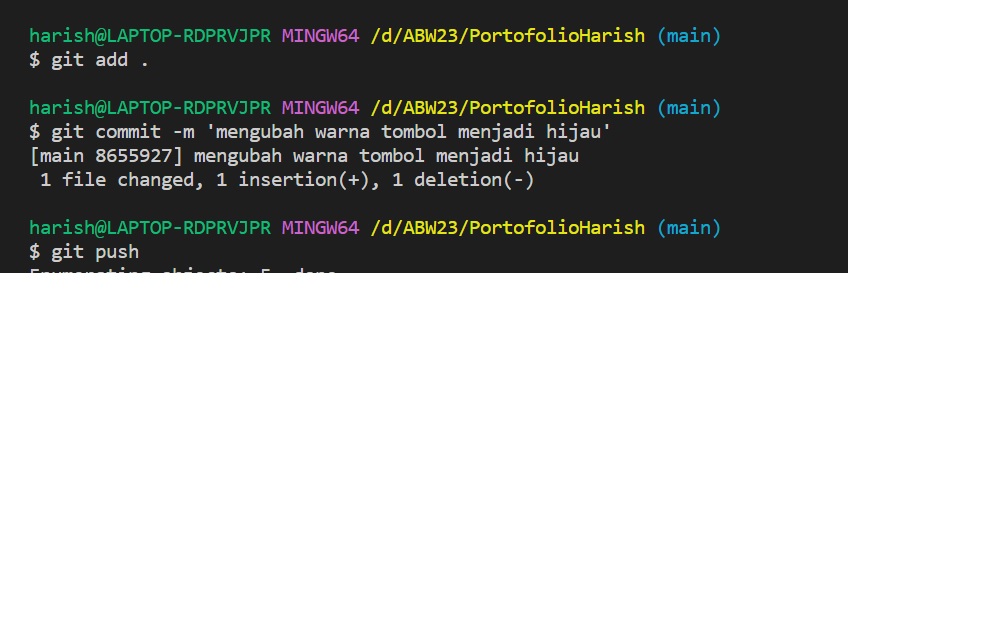 harish@LAPTOP-RDPRVJPR MINGW64 /d/ABW23/PortofolioHarish (main)
$ git add .
harish@LAPTOP-RDPRVJPR MINGW64 /d/ABW23/PortofolioHarish (main)
$ git commit -m 'mengubah warna tombol menjadi hijau'
[main 8655927] mengubah warna tombol menjadi hijau
1 file changed, 1 insertion(+), 1 deletion(-)
harish@LAPTOP-RDPRVJPR MINGW64 /d/ABW23/PortofolioHarish (main)
$ git push